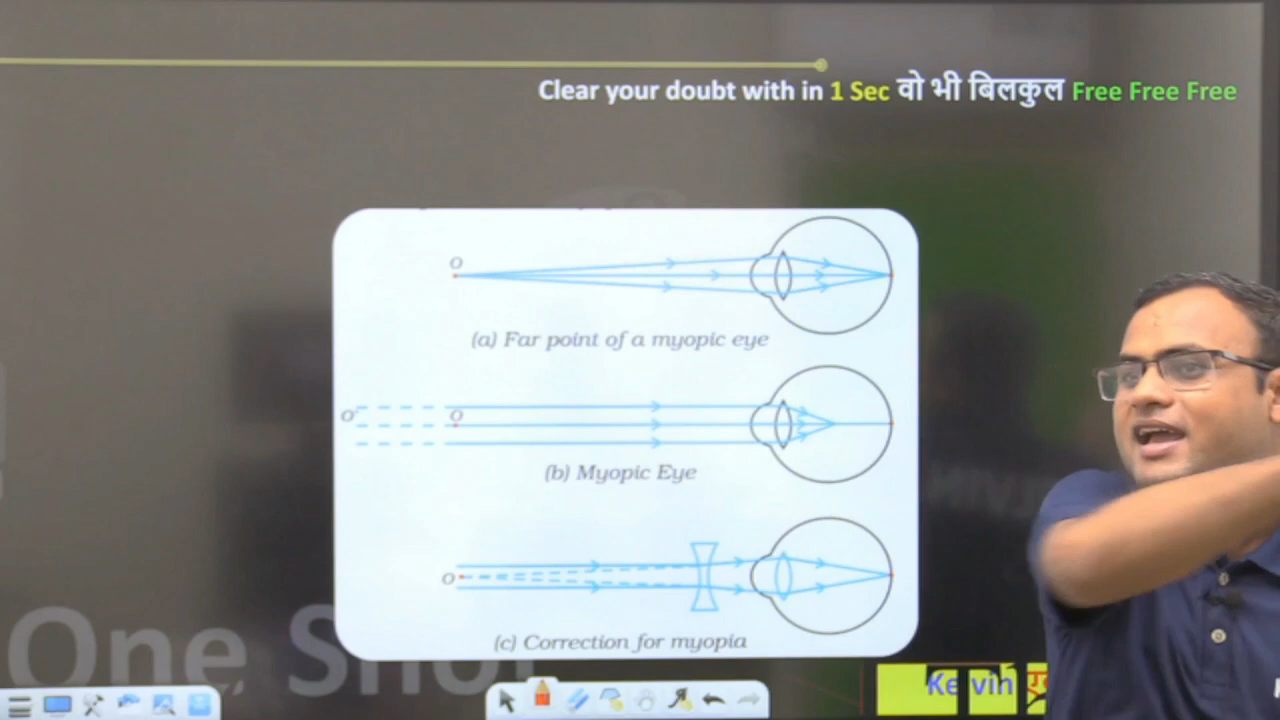 Clear your doubt with in 1 Sec वो भी बिलकुल Free Free Free
O
(a) Far point of a myopic eye
O' O
(b) Myopic Eye
O
(c) Correction for myopia
One Shot
Kelvin